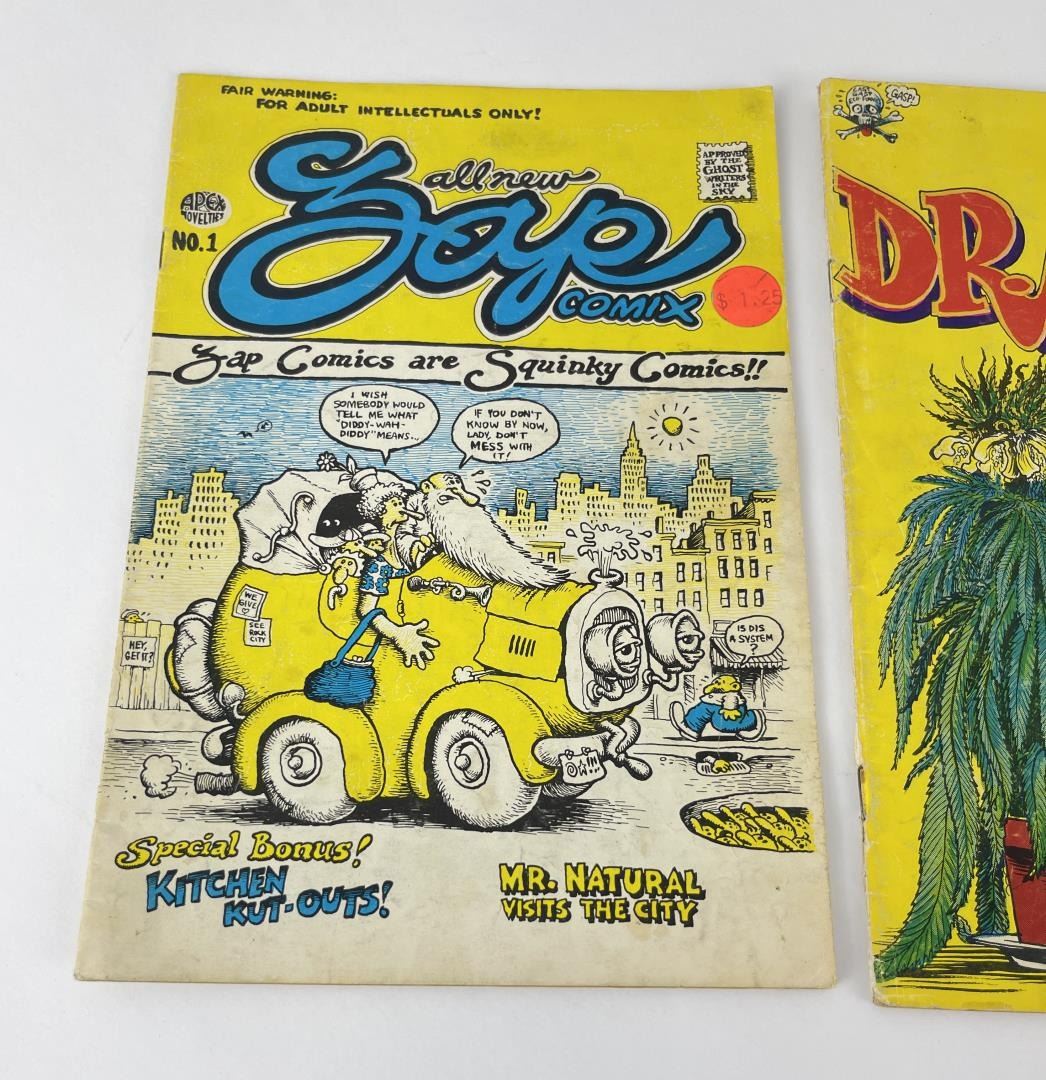 FAIR WARNING:
FOR ADULT INTELLECTUALS ONLY!
all new
Zap
COMIX
APEX
NOVELTIES
NO.1
APPROVED
BY THE
GHOST
WRITERS
IN THE
SKY
$1.25
Zap Comics are Squinky Comics!!
I WISH
SOMEBODY WOULD
TELL ME WHAT
"DIDDY-WAH-
DIDDY" MEANS...
IF YOU DON'T
KNOW BY NOW,
LADY, DON'T
MESS WITH
IT!
WE
GIVE
SEE
ROCK
CITY
HEY,
GET IT?
IS DIS
A SYSTEM
?
Special Bonus!
KITCHEN
KUT-OUTS!
MR. NATURAL
VISITS THE CITY
GASP!
DR.